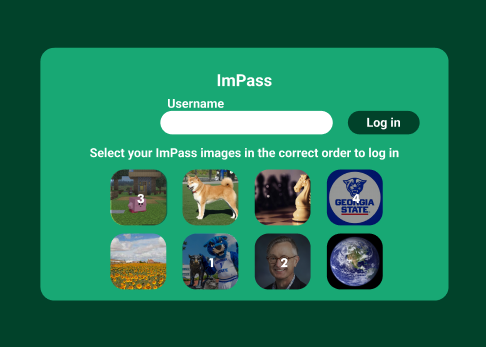 ImPass
Username
Log in
Select your ImPass images in the correct order to log in
3
4
GEORGIA
STATE
1
2